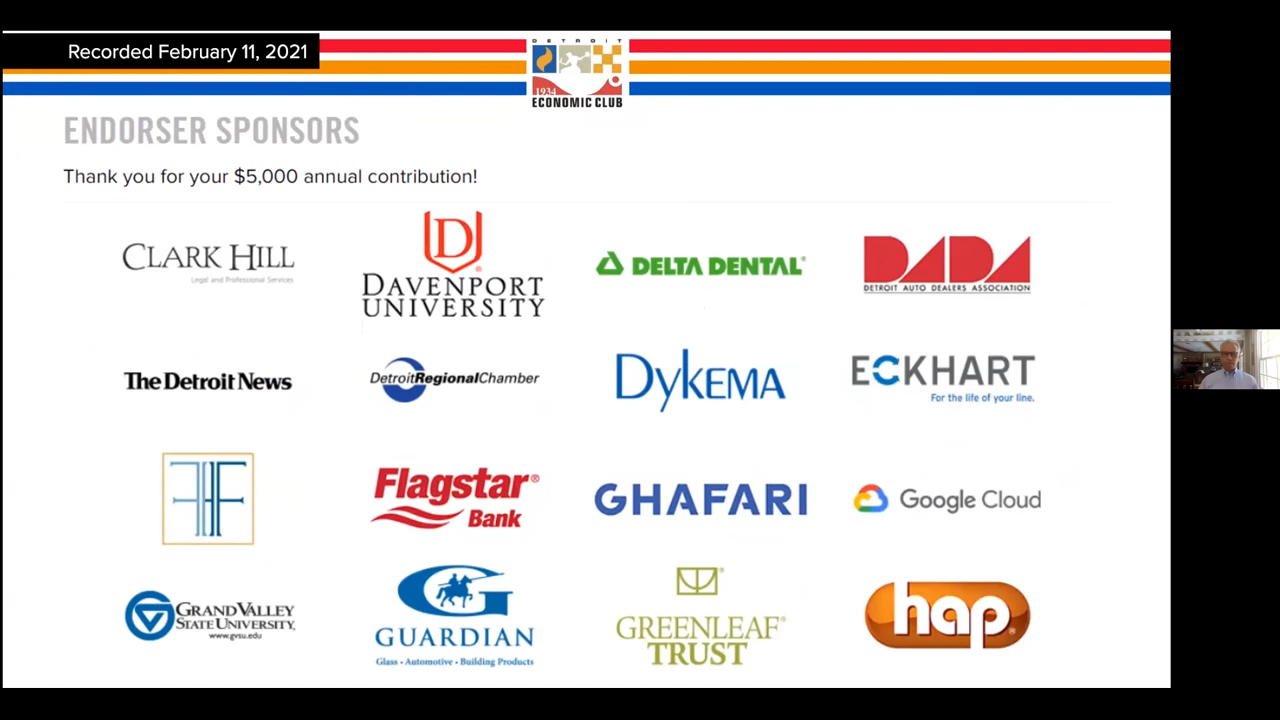 Recorded February 11, 2021
DETROIT
1934
ECONOMIC CLUB
ENDORSER SPONSORS
Thank you for your $5,000 annual contribution!
CLARK HILL
Legal and Professional Services
D
DAVENPORT
UNIVERSITY
DELTA DENTAL®
DADA
DETROIT AUTO DEALERS ASSOCIATION
The Detroit News
DetroitRegionalChamber
DYKEMA
ECKHART
For the life of your line.
Flagstar®
Bank
GHAFARI
Google Cloud
GRAND VALLEY
STATE UNIVERSITY
www.gvsu.edu
G
GUARDIAN
Glass • Automotive • Building Products
GREENLEAF®
TRUST
hap®